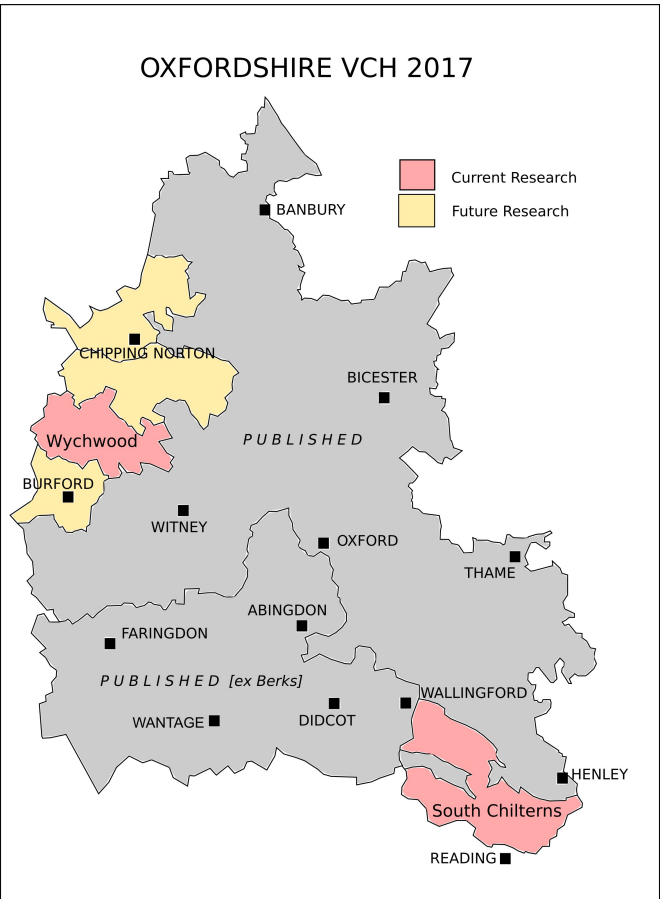 OXFORDSHIRE VCH 2017
Current Research
Future Research
BANBURY
CHIPPING NORTON
BICESTER
Wychwood
PUBLISHED
BURFORD
WITNEY
OXFORD
THAME
ABINGDON
FARINGDON
PUBLISHED [ex Berks]
WALLINGFORD
WANTAGE
DIDCOT
HENLEY
South Chilterns
READING